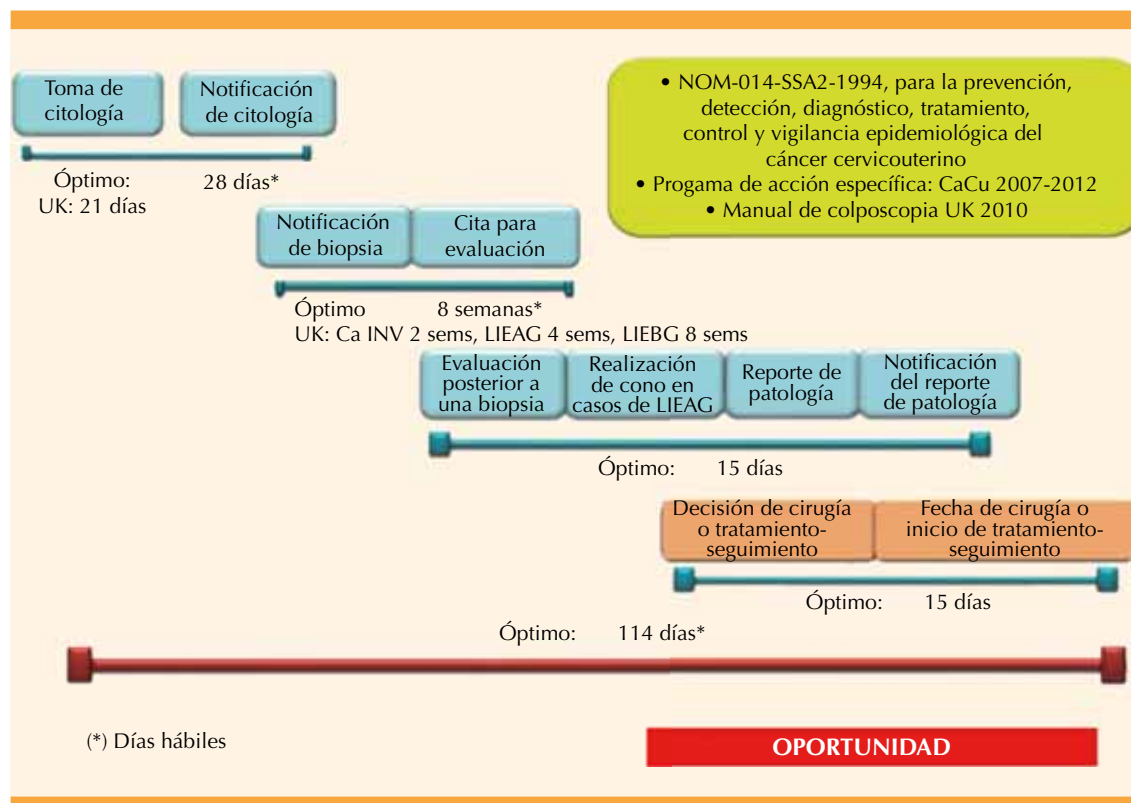 Toma de
citología
Notificación
de citología
Óptimo: 28 días*
UK: 21 días
• NOM-014-SSA2-1994, para la prevención,
detección, diagnóstico, tratamiento,
control y vigilancia epidemiológica del
cáncer cervicouterino
• Progama de acción específica: CaCu 2007-2012
• Manual de colposcopia UK 2010
Notificación
de biopsia
Cita para
evaluación
Óptimo 8 semanas*
UK: Ca INV 2 sems, LIEAG 4 sems, LIEBG 8 sems
Evaluación
posterior a
una biopsia
Realización
de cono en
casos de LIEAG
Reporte de
patología
Notificación
del reporte
de patología
Óptimo: 15 días
Decisión de cirugía
o tratamiento-
seguimiento
Fecha de cirugía o
inicio de tratamiento-
seguimiento
Óptimo: 15 días
Óptimo: 114 días*
(*) Días hábiles
OPORTUNIDAD